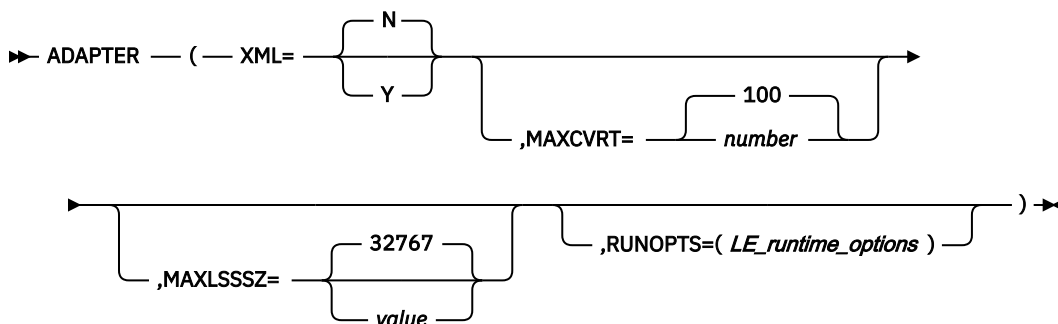 N
ADAPTER ( XML=
Y
100
,MAXCVRT= number
)
32767
,RUNOPTS=( LE_runtime_options )
,MAXLSSSZ=
value